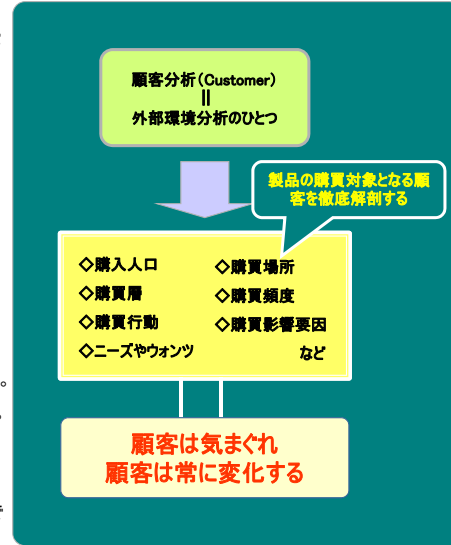 顧客分析(Customer)
||
外部環境分析のひとつ
製品の購買対象となる顧
客を徹底解剖する
◇購入人口
◇購買層
◇購買行動
◇ニーズやウォンツ
◇購買場所
◇購買頻度
◇購買影響要因
など
顧客は気まぐれ
顧客は常に変化する